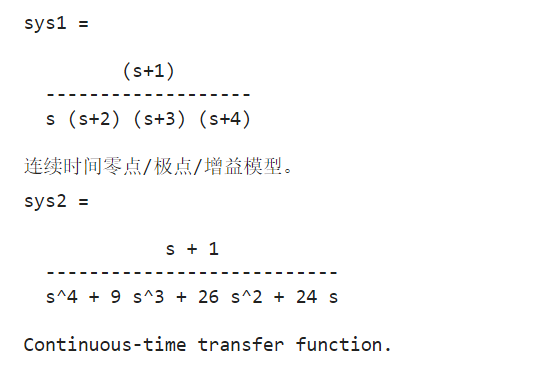 sys1 =
(s+1)
-------------------
s (s+2) (s+3) (s+4)
连续时间零点/极点/增益模型。
sys2 =
s + 1
---------------------------
s^4 + 9 s^3 + 26 s^2 + 24 s
Continuous-time transfer function.